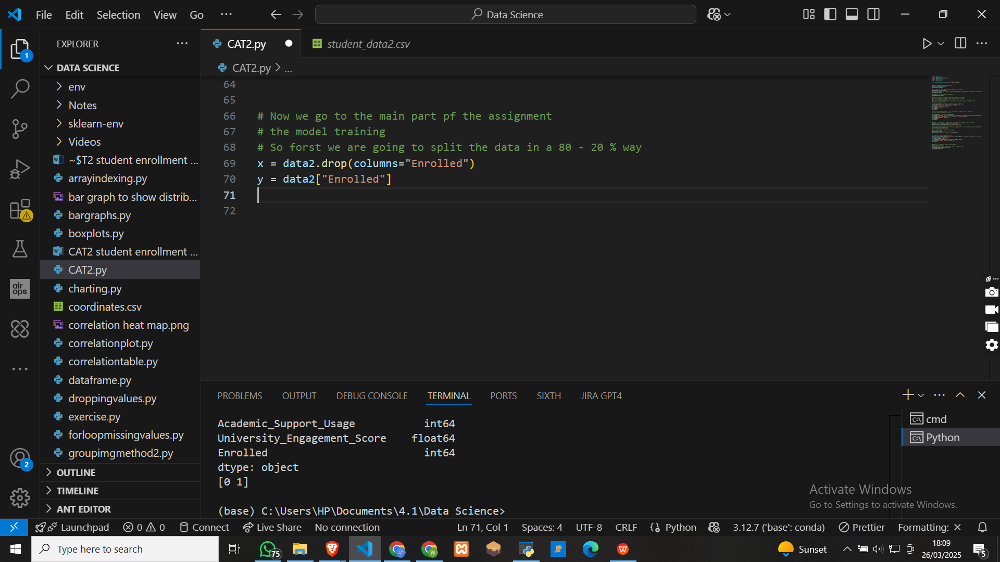 File Edit Selection View Go ··· Data Science
EXPLORER ···
DATA SCIENCE
env
Notes
sklearn-env
Videos
~$T2 student enrollment ...
arrayindexing.py
bar graph to show distrib...
bargraphs.py
boxplots.py
CAT2 student enrollment ...
CAT2.py
charting.py
coordinates.csv
correlation heat map.png
correlationplot.py
correlationtable.py
dataframe.py
droppingvalues.py
exercise.py
forloopmissingvalues.py
groupimgmethod2.py
OUTLINE
TIMELINE
ANT EDITOR
1
air ops
2
CAT2.py
student_data2.csv
CAT2.py > ...
64
65
66 # Now we go to the main part pf the assignment
67 # the model training
68 # So forst we are going to split the data in a 80 - 20 % way
69 x = data2.drop(columns="Enrolled")
70 y = data2["Enrolled"]
71
72
PROBLEMS OUTPUT DEBUG CONSOLE TERMINAL PORTS SIXTH JIRA GPT4
Academic_Support_Usage int64
University_Engagement_Score float64
Enrolled int64
dtype: object
[0 1]
(base) C:\Users\HP\Documents\4.1\Data Science>
cmd
Python
Activate Windows
Go to Settings to activate Windows.
Launchpad 0 0 Connect Live Share No connection Ln 71, Col 1 Spaces: 4 UTF-8 CRLF Python 3.12.7 ('base': conda) Prettier Formatting: ×
Type here to search
75
Sunset
18:09
26/03/2025
5